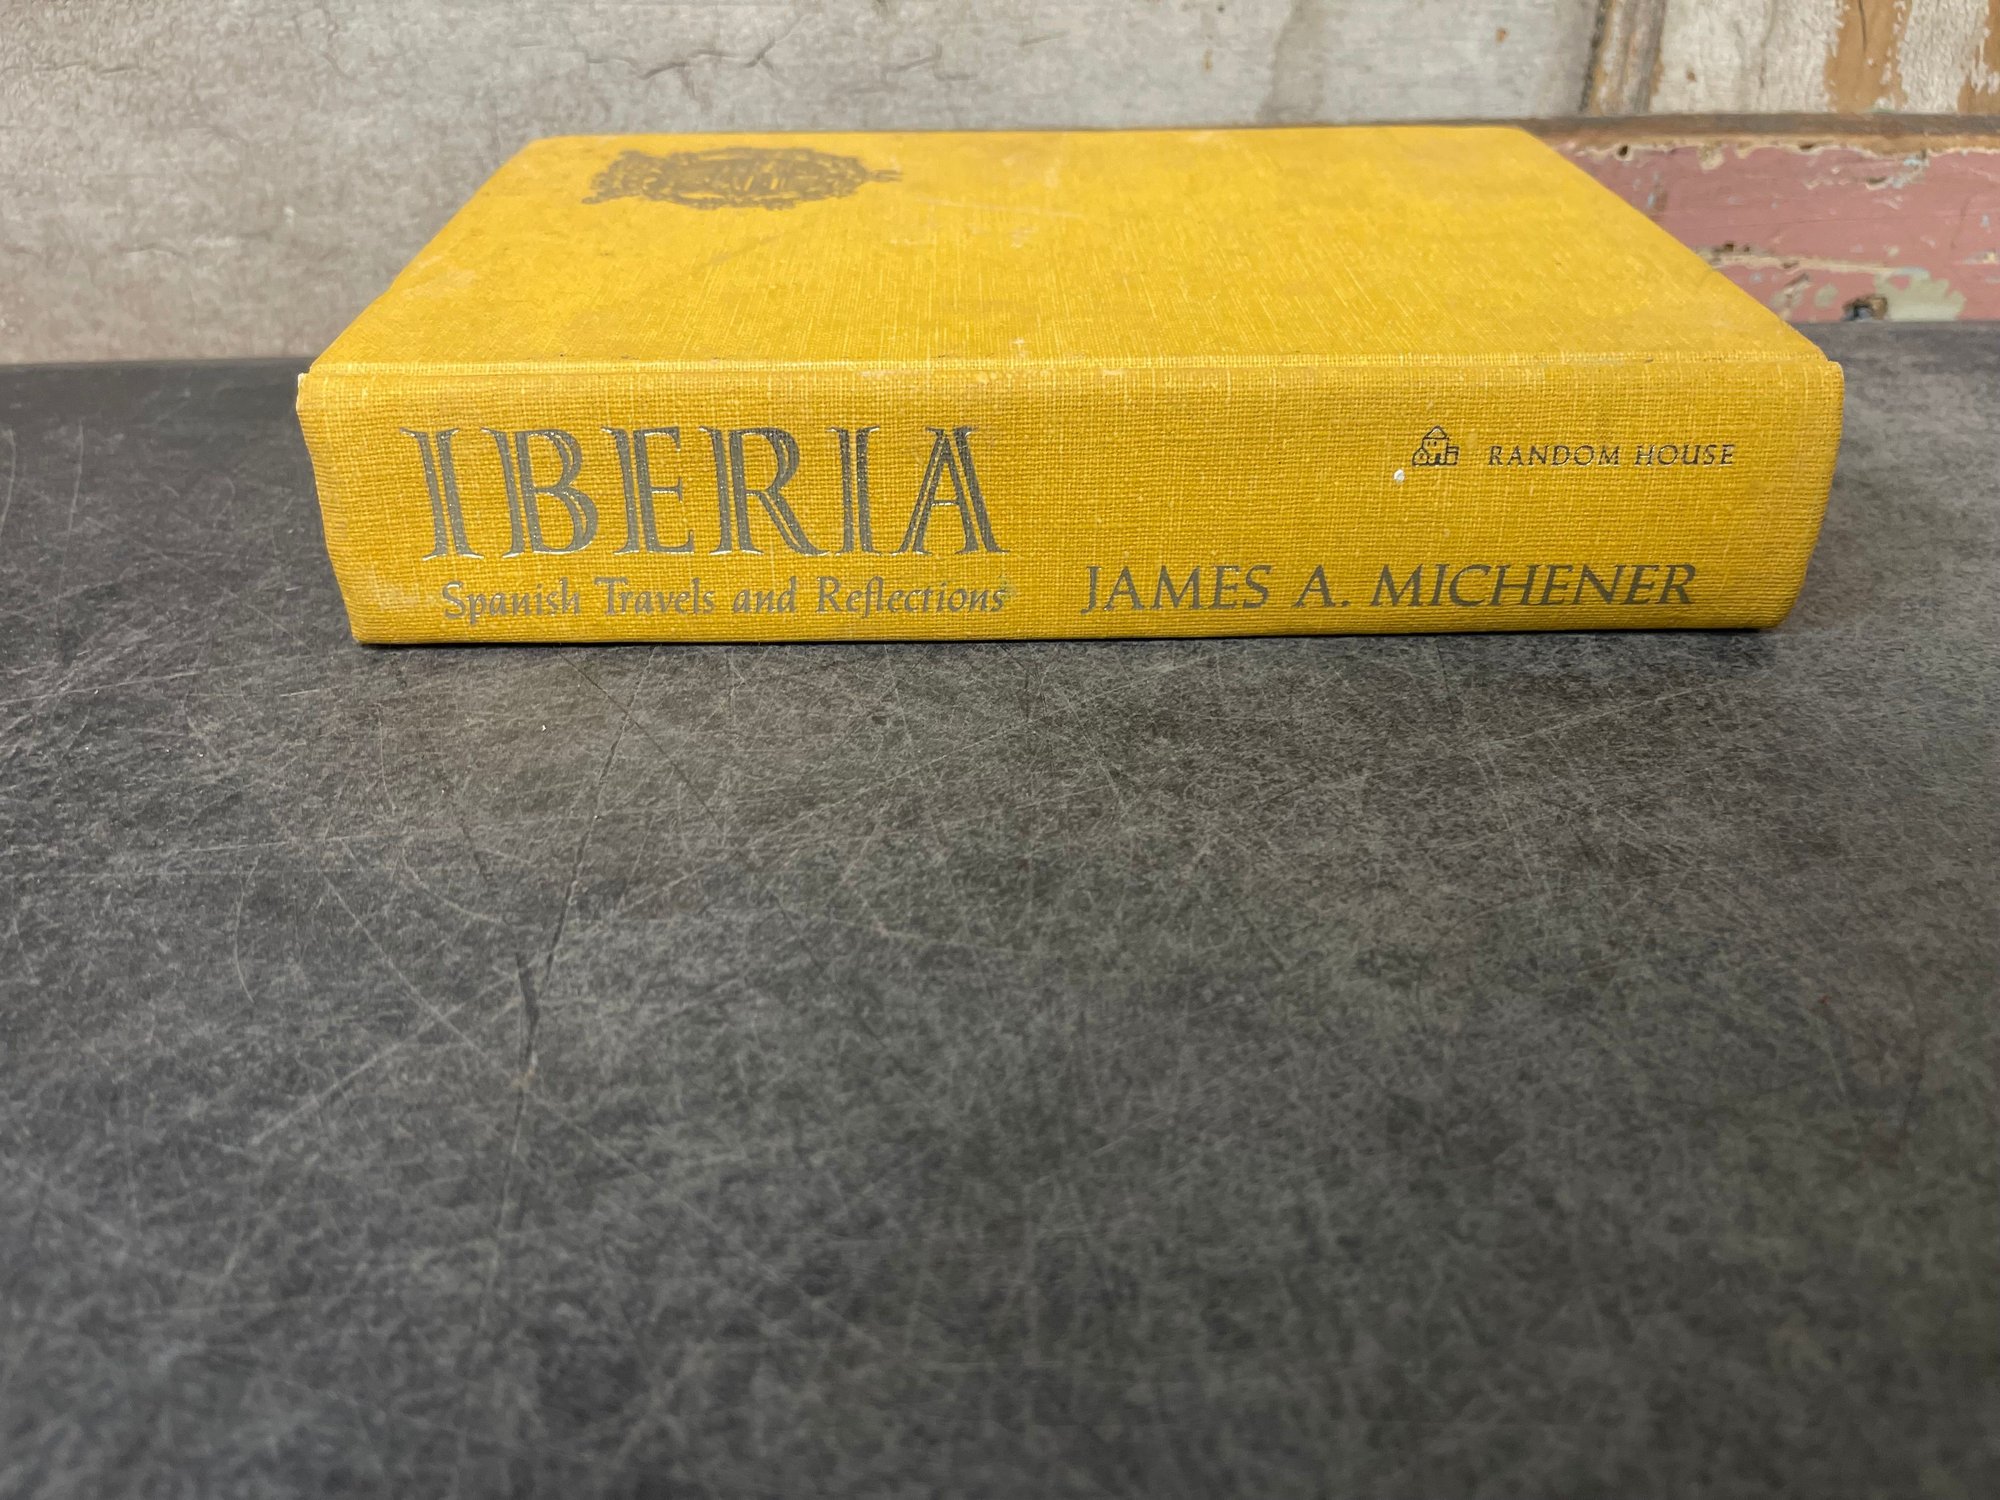 IBERIA
Spanish Travels and Reflections
JAMES A. MICHENER
RANDOM HOUSE